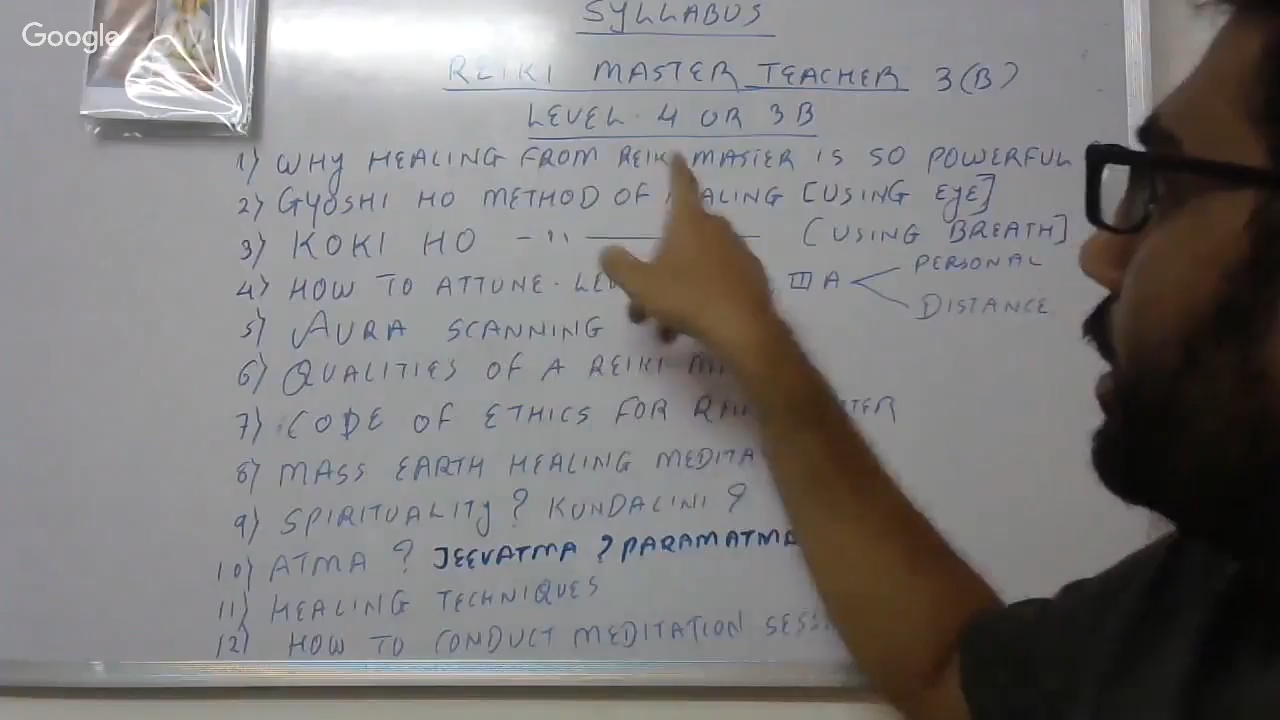 Google
SYLLABUS
REIKI MASTER TEACHER 3(B)
LEVEL. 4 OR 3B
1) WHY HEALING FROM REIKI MASTER IS SO POWERFUL
2) GYOSHI HO METHOD OF HEALING [USING EYE]
3) KOKI HO -"- [USING BREATH]
4) HOW TO ATTUNE. III A PERSONAL
DISTANCE
5) AURA SCANNING
6) QUALITIES OF A REIKI
7) CODE OF ETHICS FOR
8) MASS EARTH HEALING
9) SPIRITUALITY? KUNDALINI?
10) ATMA? JEEVATMA? PARAMATMA
11) HEALING TECHNIQUES
12) HOW TO CONDUCT MEDITATION